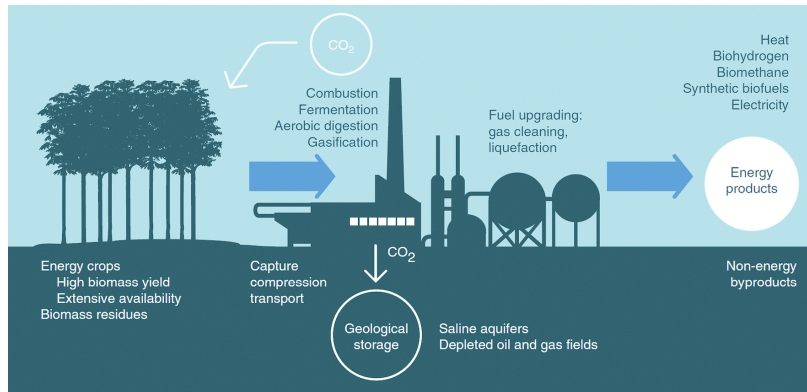 CO2
Combustion
Fermentation
Aerobic digestion
Gasification
Fuel upgrading:
gas cleaning,
liquefaction
Heat
Biohydrogen
Biomethane
Synthetic biofuels
Electricity
Energy
products
Energy crops
High biomass yield
Extensive availability
Biomass residues
Capture
compression
transport
CO2
Geological
storage
Saline aquifers
Depleted oil and gas fields
Non-energy
byproducts